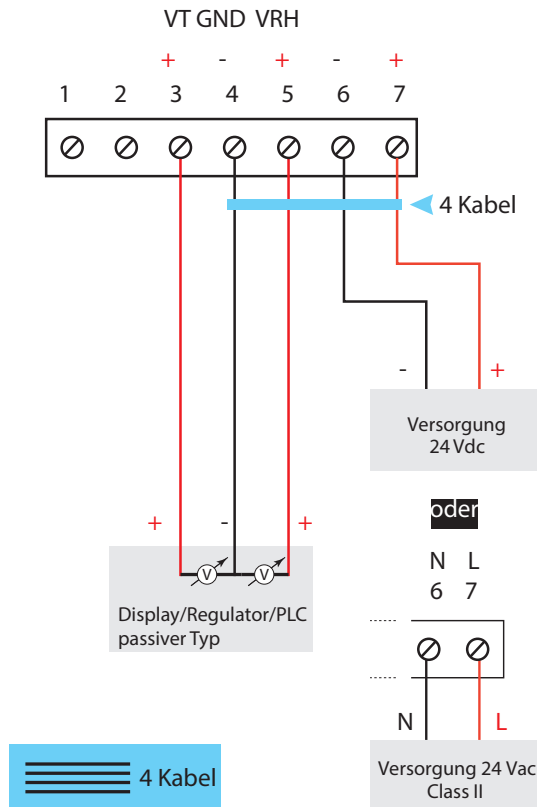 VT GND VRH
+ - + - +
1 2 3 4 5 6 7
4 Kabel
- +
Versorgung
24 Vdc
+ - +
V V
Display/Regulator/PLC
passiver Typ
oder
N L
6 7
N L
Versorgung 24 Vac
Class II
4 Kabel